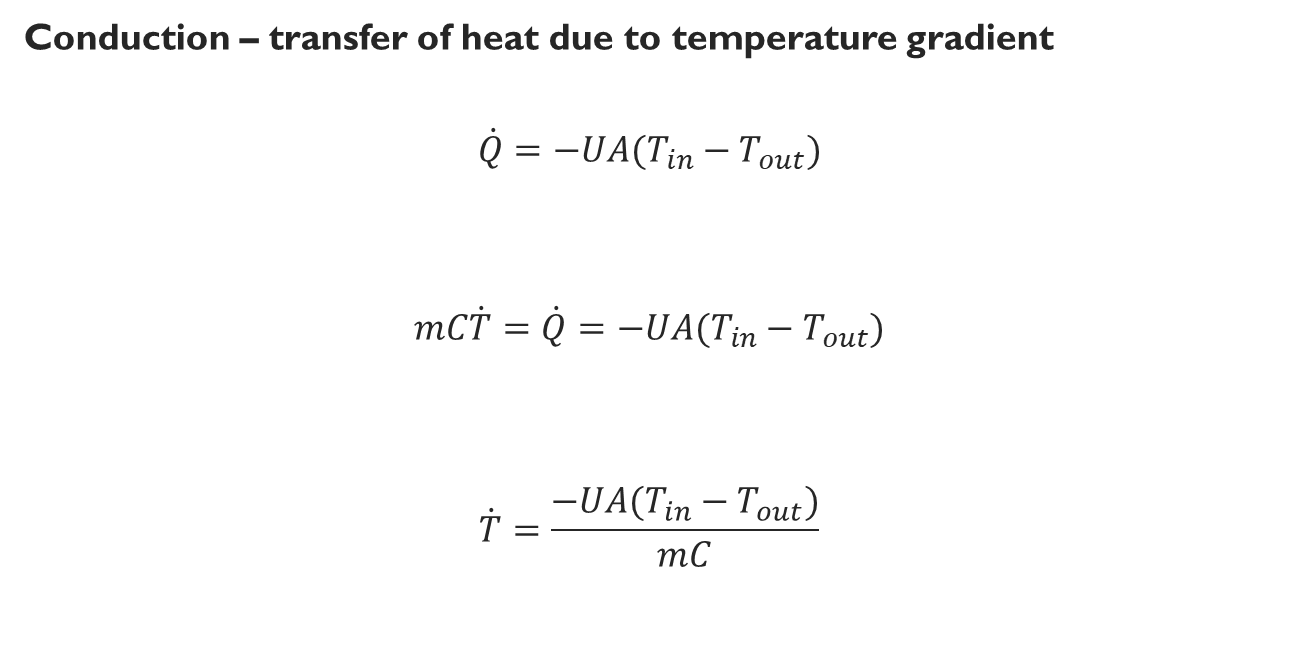 Conduction – transfer of heat due to temperature gradient
Q̇ = −UA(T_in − T_out)
mCṪ = Q̇ = −UA(T_in − T_out)
Ṫ = \frac{−UA(T_in − T_out)}{mC}